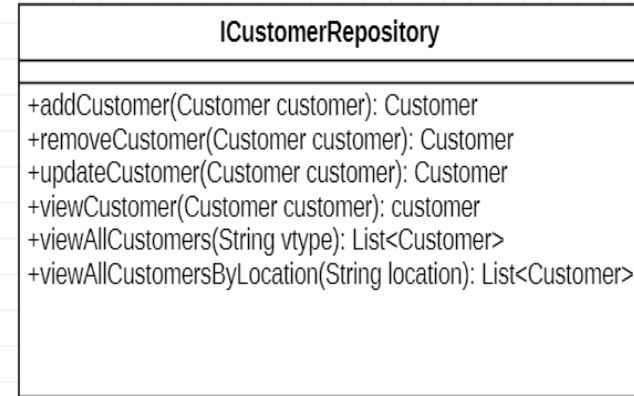 ICustomerRepository
+addCustomer(Customer customer): Customer
+removeCustomer(Customer customer): Customer
+updateCustomer(Customer customer): Customer
+viewCustomer(Customer customer): customer
+viewAllCustomers(String vtype): List<Customer>
+viewAllCustomersByLocation(String location): List<Customer>